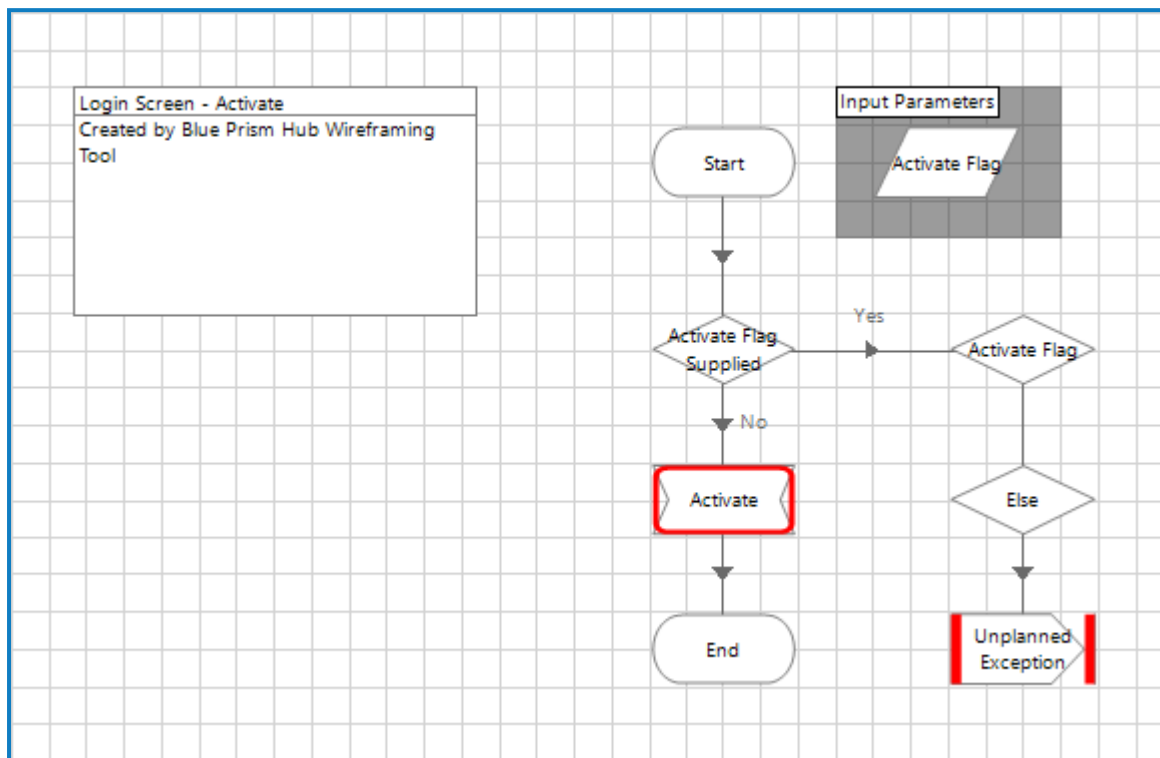 Login Screen - Activate
Created by Blue Prism Hub Wireframing
Tool
Input Parameters
Start
Activate Flag
Activate Flag
Supplied
Yes
Activate Flag
No
Activate
Else
End
Unplanned
Exception